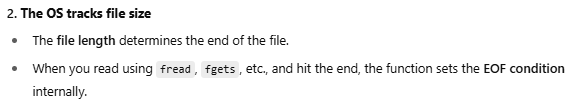 2. The OS tracks file size
• The file length determines the end of the file.
• When you read using fread, fgets, etc., and hit the end, the function sets the EOF condition
internally.